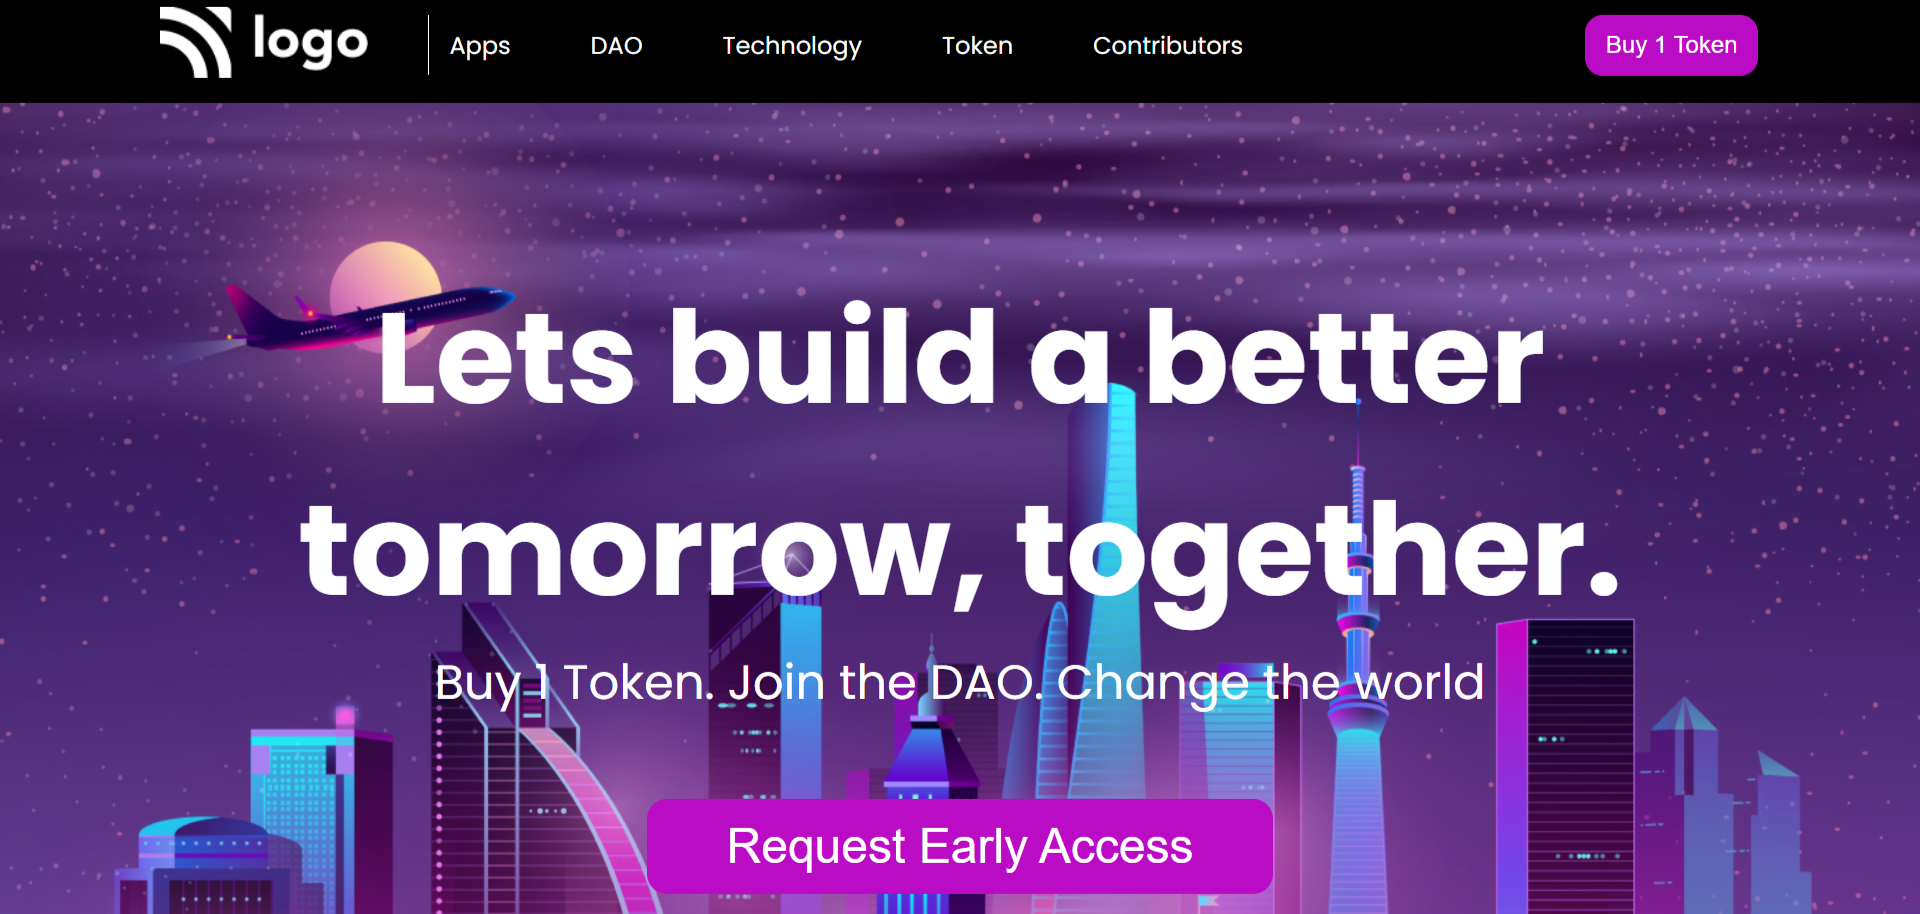 logo
Apps DAO Technology Token Contributors
Buy 1 Token
Lets build a better
tomorrow, together.
Buy 1 Token. Join the DAO. Change the world
Request Early Access